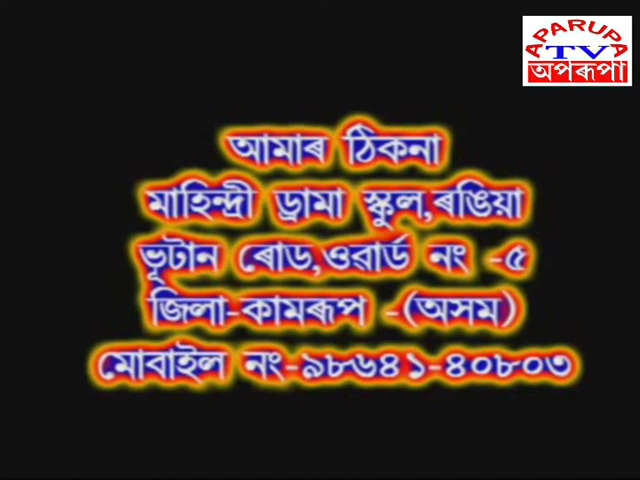 APARUPA
TV
অপৰূপা
আমাৰ ঠিকনা
মাহিন্দ্ৰী ড্ৰামা স্কুল,ৰঙিয়া
ভূটান ৰোড,ওৱাৰ্ড নং -৫
জিলা-কামৰূপ -(অসম)
মোবাইল নং-৯৮৬৪১-৪০৮০৩